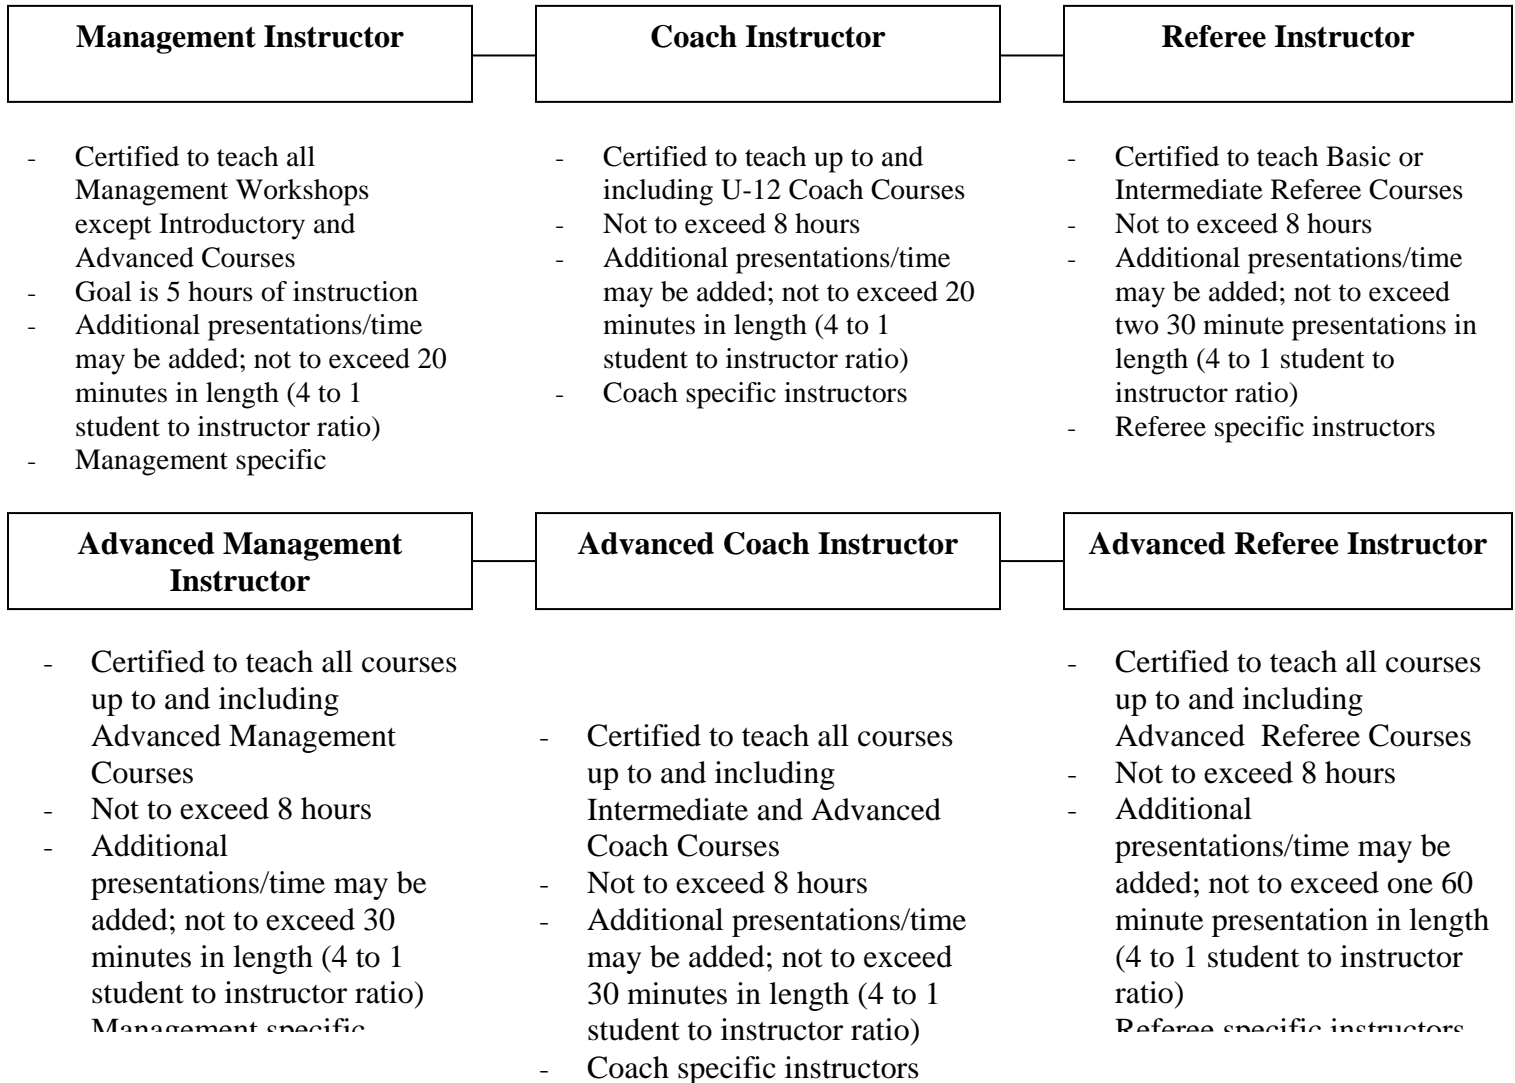 Management Instructor
Coach Instructor
Referee Instructor
- Certified to teach all
Management Workshops
except Introductory and
Advanced Courses
- Goal is 5 hours of instruction
- Additional presentations/time
may be added; not to exceed 20
minutes in length (4 to 1
student to instructor ratio)
- Management specific
- Certified to teach up to and
including U-12 Coach Courses
- Not to exceed 8 hours
- Additional presentations/time
may be added; not to exceed 20
minutes in length (4 to 1
student to instructor ratio)
- Coach specific instructors
- Certified to teach Basic or
Intermediate Referee Courses
- Not to exceed 8 hours
- Additional presentations/time
may be added; not to exceed
two 30 minute presentations in
length (4 to 1 student to
instructor ratio)
- Referee specific instructors
Advanced Management
Instructor
Advanced Coach Instructor
Advanced Referee Instructor
- Certified to teach all courses
up to and including
Advanced Management
Courses
- Not to exceed 8 hours
- Additional
presentations/time may be
added; not to exceed 30
minutes in length (4 to 1
student to instructor ratio)
Management specific
- Certified to teach all courses
up to and including
Intermediate and Advanced
Coach Courses
- Not to exceed 8 hours
- Additional presentations/time
may be added; not to exceed
30 minutes in length (4 to 1
student to instructor ratio)
- Coach specific instructors
- Certified to teach all courses
up to and including
Advanced  Referee Courses
- Not to exceed 8 hours
- Additional
presentations/time may be
added; not to exceed one 60
minute presentation in length
(4 to 1 student to instructor
ratio)
Referee specific instructors